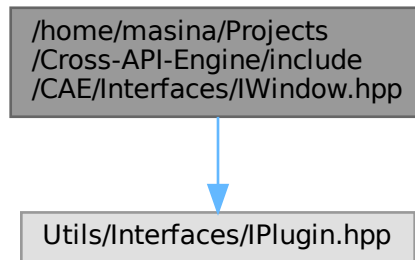 /home/masina/Projects
/Cross-API-Engine/include
/CAE/Interfaces/IWindow.hpp
Utils/Interfaces/IPlugin.hpp